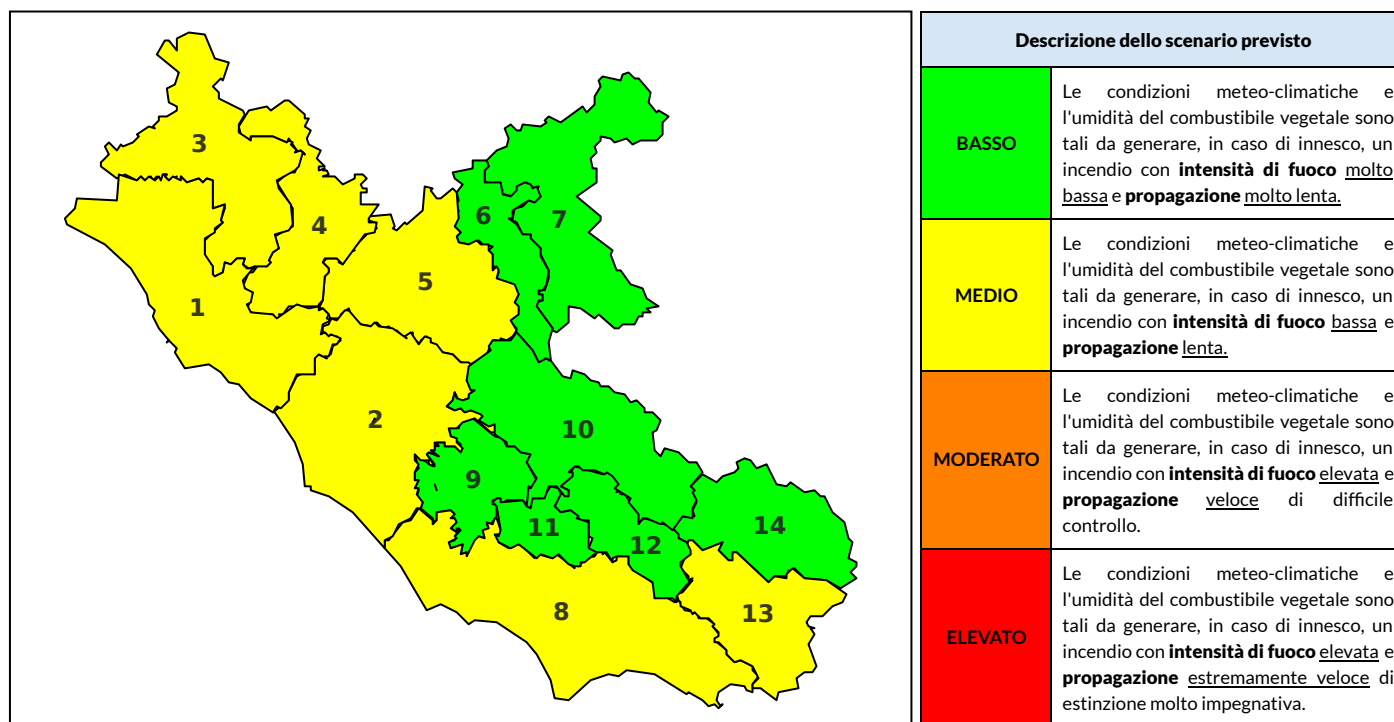 3
4
6
7
5
1
2
10
9
11
12
14
8
13
Descrizione dello scenario previsto
BASSO
Le condizioni meteo-climatiche e
l'umidità del combustibile vegetale sono
tali da generare, in caso di innesco, un
incendio con intensità di fuoco molto
bassa e propagazione molto lenta.
MEDIO
Le condizioni meteo-climatiche e
l'umidità del combustibile vegetale sono
tali da generare, in caso di innesco, un
incendio con intensità di fuoco bassa e
propagazione lenta.
MODERATO
Le condizioni meteo-climatiche e
l'umidità del combustibile vegetale sono
tali da generare, in caso di innesco, un
incendio con intensità di fuoco elevata e
propagazione veloce di difficile
controllo.
ELEVATO
Le condizioni meteo-climatiche e
l'umidità del combustibile vegetale sono
tali da generare, in caso di innesco, un
incendio con intensità di fuoco elevata e
propagazione estremamente veloce di
estinzione molto impegnativa.